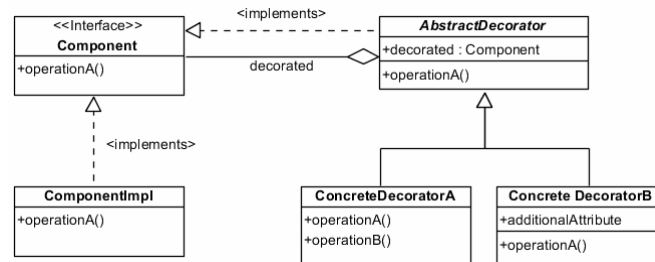 <<Interface>>
Component
+operationA()
<implements>
decorated
AbstractDecorator
+decorated : Component
+operationA()
<implements>
ComponentImpl
+operationA()
ConcreteDecoratorA
+operationA()
+operationB()
Concrete DecoratorB
+additionalAttribute
+operationA()